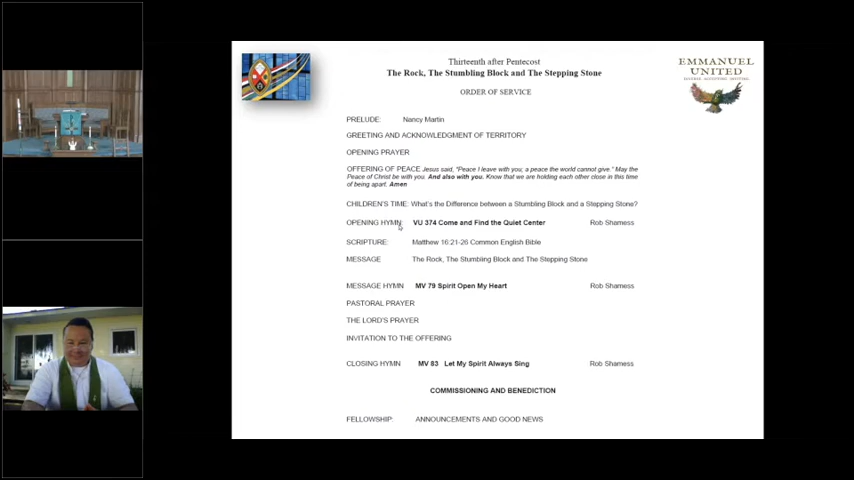 Thirteenth after Pentecost
The Rock, The Stumbling Block and The Stepping Stone
ORDER OF SERVICE
EMMANUEL
UNITED
PRELUDE: Nancy Martin
GREETING AND ACKNOWLEDGMENT OF TERRITORY
OPENING PRAYER
OFFERING OF PEACE Jesus said, "Peace I leave with you, a peace the world cannot give." May the
Peace of Christ be with you. And also with you. Know that we are holding each other close in this time
of being apart. Amen
CHILDREN'S TIME: What's the Difference between a Stumbling Block and a Stepping Stone?
OPENING HYMN: VU 374 Come and Find the Quiet Center Rob Shamess
SCRIPTURE: Matthew 16:21-26 Common English Bible
MESSAGE The Rock, The Stumbling Block and The Stepping Stone
MESSAGE HYMN MV 79 Spirit Open My Heart Rob Shamess
PASTORAL PRAYER
THE LORD'S PRAYER
INVITATION TO THE OFFERING
CLOSING HYMN MV 83 Let My Spirit Always Sing Rob Shamess
COMMISSIONING AND BENEDICTION
FELLOWSHIP: ANNOUNCEMENTS AND GOOD NEWS